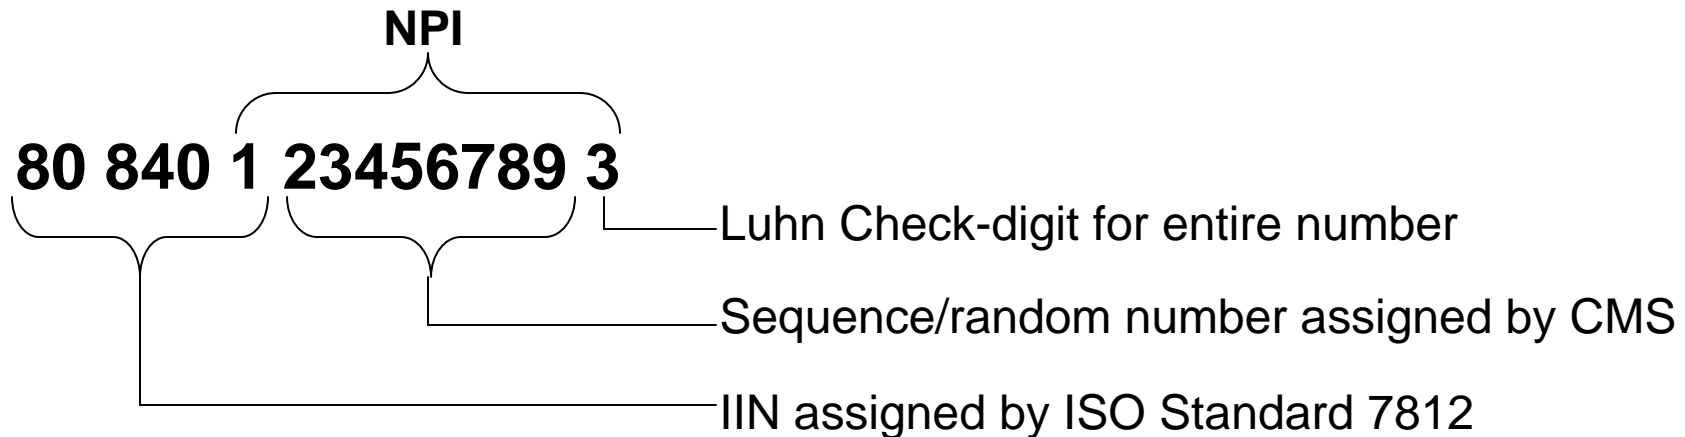 NPI
80 840 1 23456789 3
Luhn Check-digit for entire number
Sequence/random number assigned by CMS
IIN assigned by ISO Standard 7812